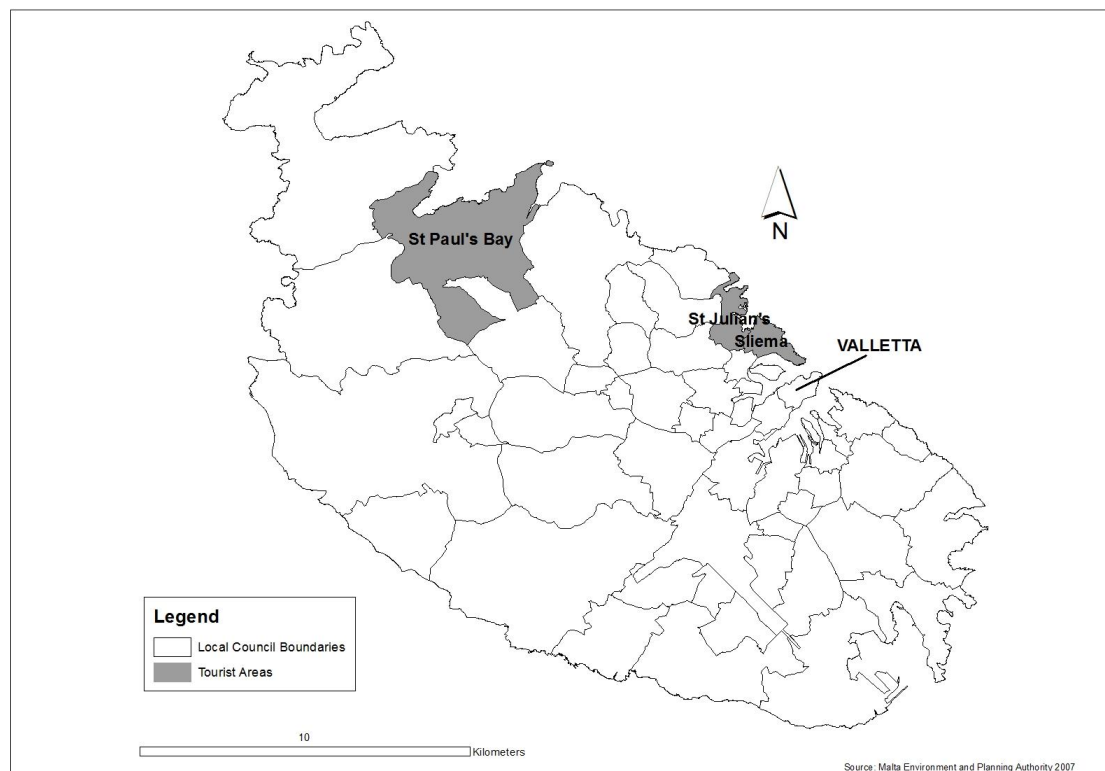 St Paul's Bay
N
St Julian's
Sliema
VALLETTA
Legend
Local Council Boundaries
Tourist Areas
10
Kilometers
Source: Malta Environment and Planning Authority 2007